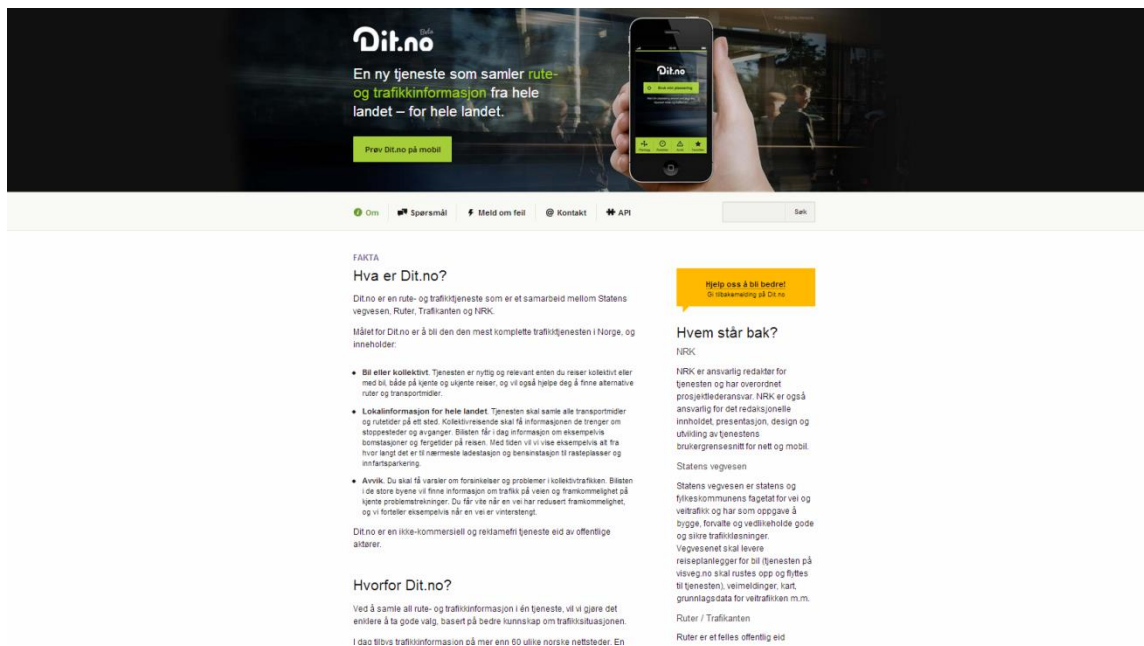 Dit.no Beta
En ny tjeneste som samler rute-
og trafikkinformasjon fra hele
landet – for hele landet.
Prøv Dit.no på mobil
Dit.no
Bruk min posisjon
Om
Spørsmål
Meld om feil
@ Kontakt
API
Søk
FAKTA
Hva er Dit.no?
Dit.no er en rute- og trafikktjeneste som er et samarbeid mellom Statens
vegvesen, Ruter, Trafikanten og NRK.
Målet for Dit.no er å bli den den mest komplette trafikktjenesten i Norge, og
inneholder:
• Bil eller kollektivt. Tjenesten er nyttig og relevant enten du reiser kollektivt eller
med bil, både på kjente og ukjente reiser, og vil også hjelpe deg å finne alternative
ruter og transportmidler.
• Lokalinformasjon for hele landet. Tjenesten skal samle alle transportmidler
og rutetider på ett sted. Kollektivreisende skal få informasjonen de trenger om
stoppesteder og avganger. Bilisten får i dag informasjon om eksempelvis
bomstasjoner og fergetider på reisen. Med tiden vil vi vise eksempelvis alt fra
hvor langt det er til nærmeste ladestasjon og bensinstasjon til rasteplasser og
innfartsparkering.
• Avvik. Du skal få varsler om forsinkelser og problemer i kollektivtrafikken. Bilisten
i de store byene vil finne informasjon om trafikk på veien og framkommelighet på
kjente problemstrekninger. Du får vite når en vei har redusert framkommelighet,
og vi forteller eksempelvis når en vei er vinterstengt.
Dit.no er en ikke-kommersiell og reklamefri tjeneste eid av offentlige
aktører.
Hvorfor Dit.no?
Ved å samle all rute- og trafikkinformasjon i én tjeneste, vil vi gjøre det
enklere å ta gode valg, basert på bedre kunnskap om trafikksituasjonen.
I dag tilbys trafikkinformasjon på mer enn 60 ulike norske nettsteder. En
Hjelp oss å bli bedre!
Gi tilbakemelding på Dit.no
Hvem står bak?
NRK
NRK er ansvarlig redaktør for
tjenesten og har overordnet
prosjektlederansvar. NRK er også
ansvarlig for det redaksjonelle
innholdet, presentasjon, design og
utvikling av tjenestens
brukergrensesnitt for nett og mobil.
Statens vegvesen
Statens vegvesen er statens og
fylkeskommunens fagetat for vei og
veitrafikk og har som oppgave å
bygge, forvalte og vedlikeholde gode
og sikre trafikkløsninger.
Vegvesenet skal levere
reiseplanlegger for bil (tjenesten på
visveg.no skal rustes opp og flyttes
til tjenesten), veimeldinger, kart,
grunnlagsdata for veitrafikken m.m.
Ruter / Trafikanten
Ruter er et felles offentlig eid